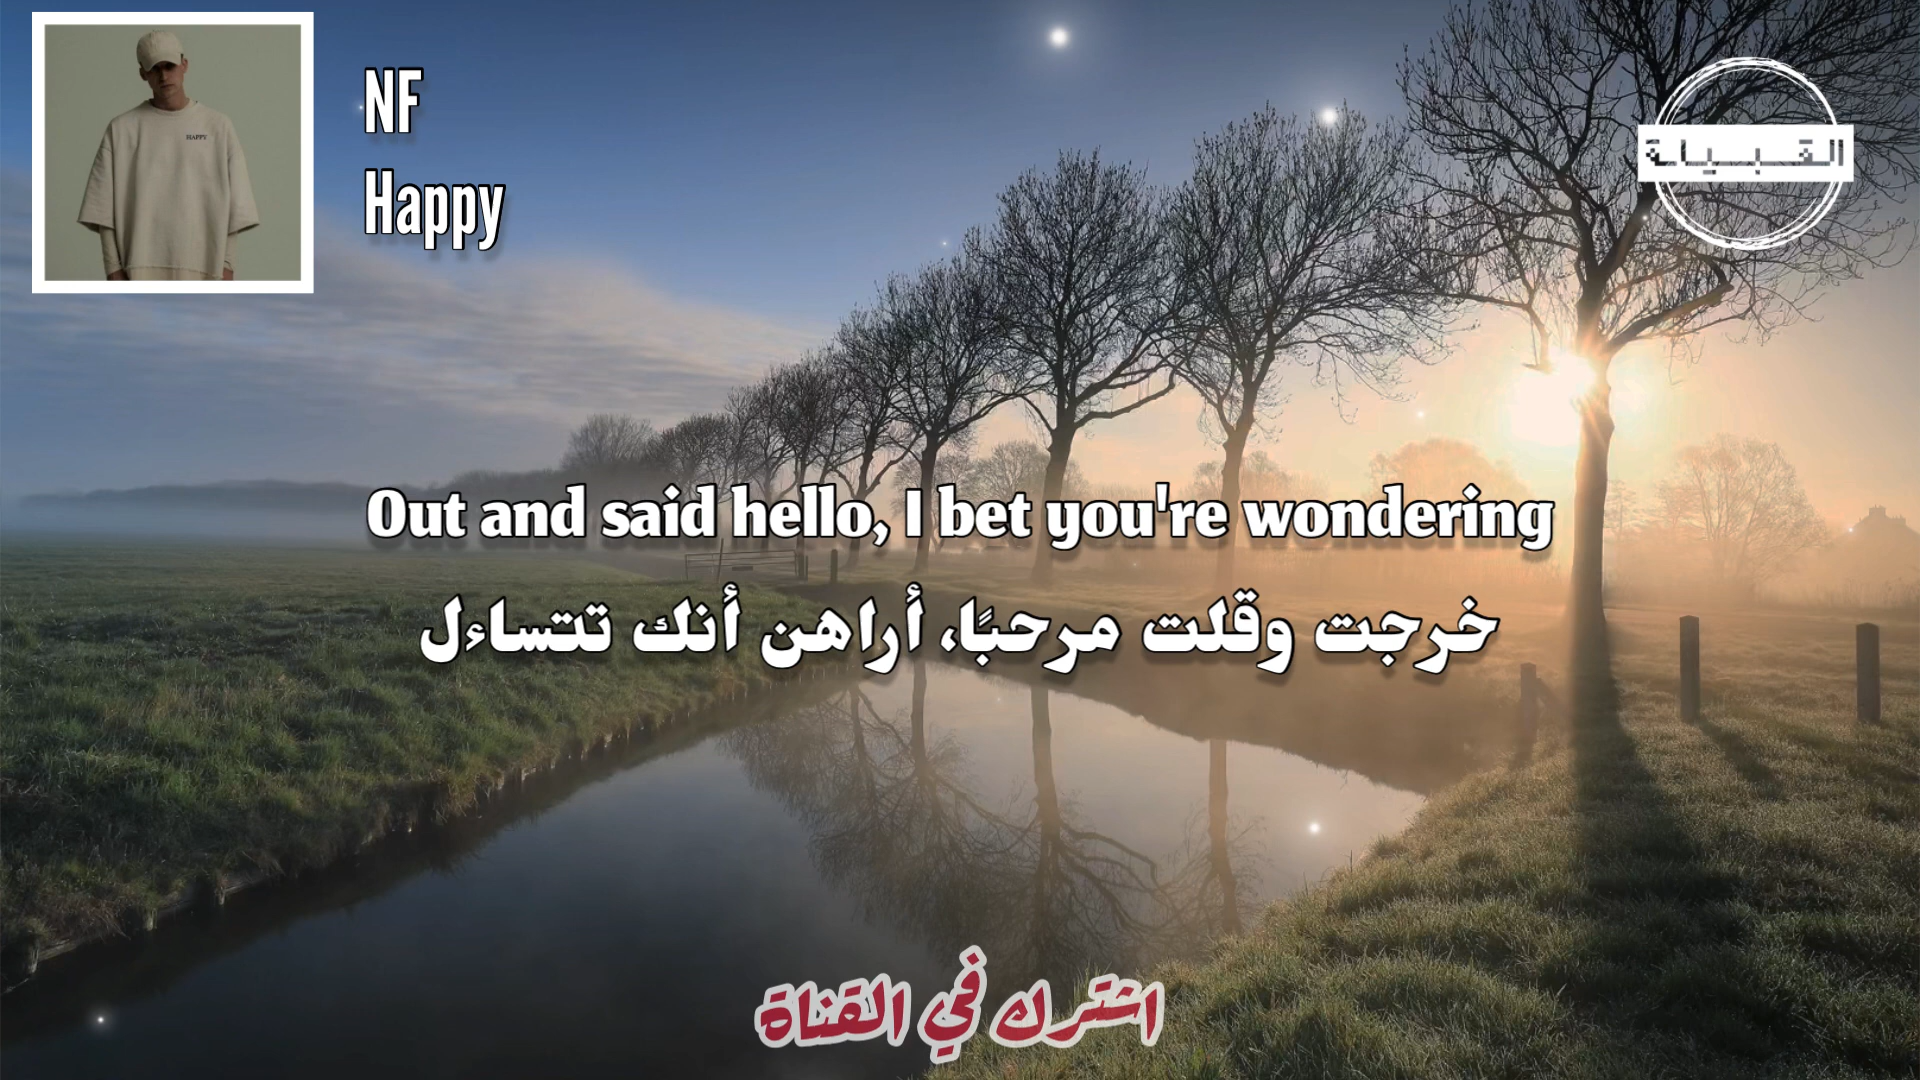 NF
Happy
HAPPY
القبيلة
Out and said hello, I bet you're wondering
خرجت وقلت مرحبًا، أراهن أنك تتساءل
اشترك في القناة